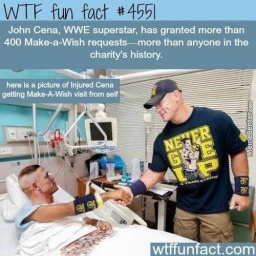 WTF fun fact #4551
John Cena, WWE superstar, has granted more than
400 Make-a-Wish requests—more than anyone in the
charity's history.
here is a picture of Injured Cena
getting Make-A-Wish visit from self
NEVER
G VE
wtffunfact.com